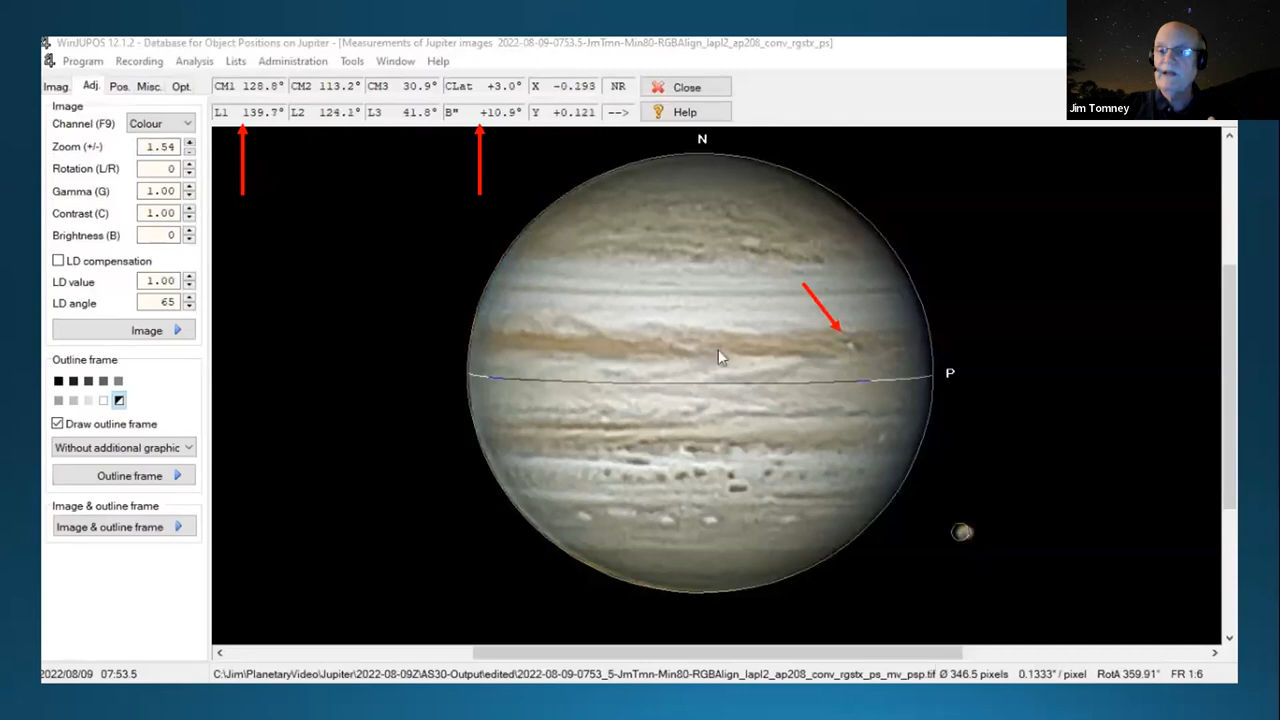 WinJUPOS 12.1.2 - Database for Object Positions on Jupiter - [Measurements of Jupiter images 2022-08-09-0753.5-JmTmn-Min80-RGBAlign_lapl2_ap208_conv_rgstx_ps]
Program Recording Analysis Lists Administration Tools Window Help
Imag. Adj. Pos. Misc. Opt.
CM1 128.8° CM2 113.2° CM3 30.9° CLat +3.0° X -0.193 NR Close
L1 139.7° L2 124.1° L3 41.8° B" +10.9° Y +0.121 --> Help
Jim Tomney
Image
Channel (F9) Colour
Zoom (+/-) 1.54
Rotation (L/R) 0
Gamma (G) 1.00
Contrast (C) 1.00
Brightness (B) 0
LD compensation
LD value 1.00
LD angle 65
Image
Outline frame
Draw outline frame
Without additional graphic
Outline frame
Image & outline frame
Image & outline frame
N
P
2022/08/09 07:53.5
C:\Jim\PlanetaryVideo\Jupiter\2022-08-09Z\AS30-Output\edited\2022-08-09-0753_5-JmTmn-Min80-RGBAlign_lapl2_ap208_conv_rgstx_ps_mv_psp.tif Ø 346.5 pixels 0.1333"/ pixel RotA 359.91° FR 1:6